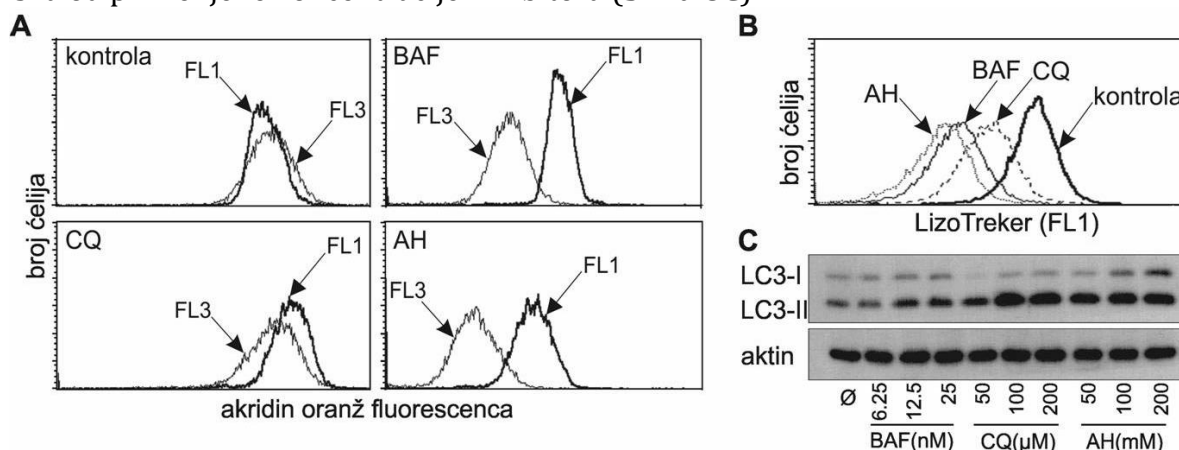 A
kontrola
FL1
FL3
BAF
FL1
FL3
CQ
FL1
FL3
AH
FL1
FL3
broj ćelija
akridin oranž fluorescenca
B
AH
BAF
CQ
kontrola
broj ćelija
LizoTreker (FL1)
C
LC3-I
LC3-II
aktin
Ø 6.25 12.5 25 50 100 200 50 100 200
BAF(nM) CQ(µM) AH(mM)